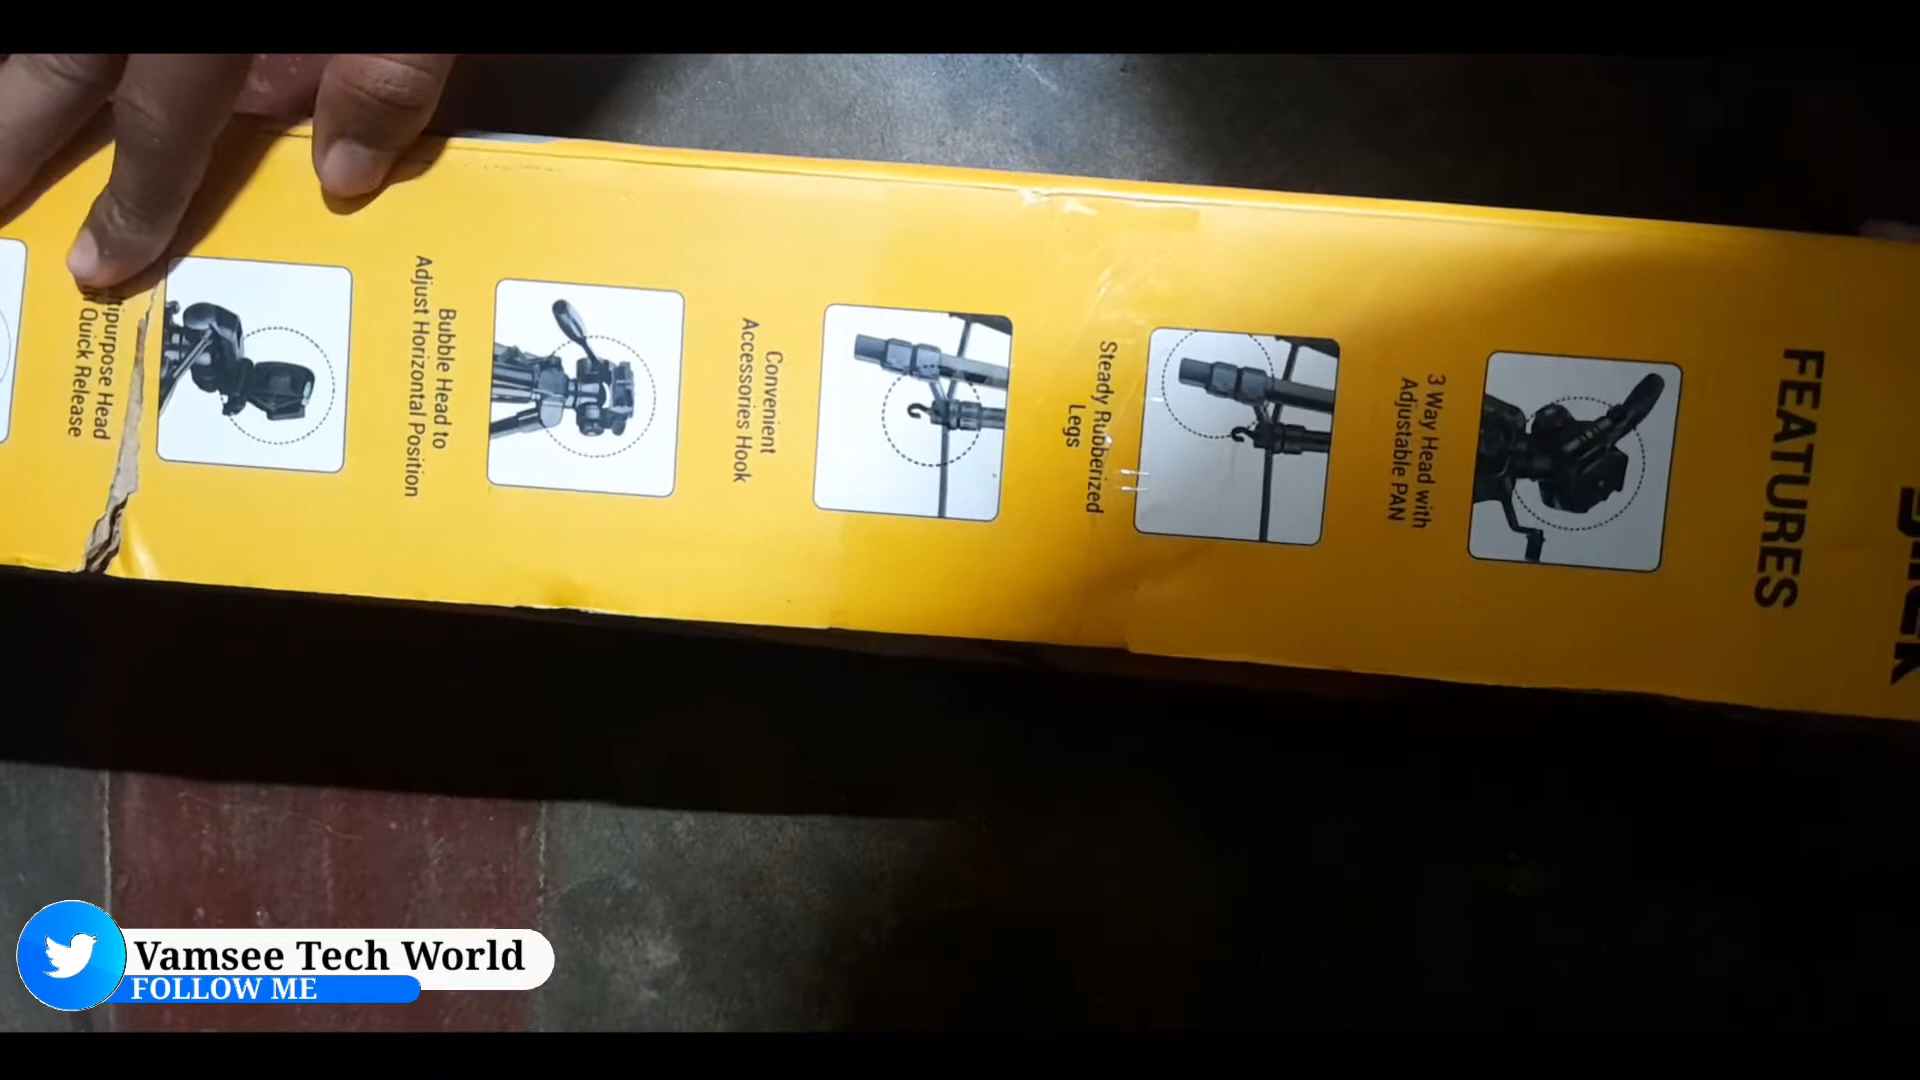 FEATURES
3 Way Head with
Adjustable PAN
Steady Rubberized
Legs
Convenient
Accessories Hook
Bubble Head to
Adjust Horizontal Position
Head
Quick Release
Vamsee Tech World
FOLLOW ME